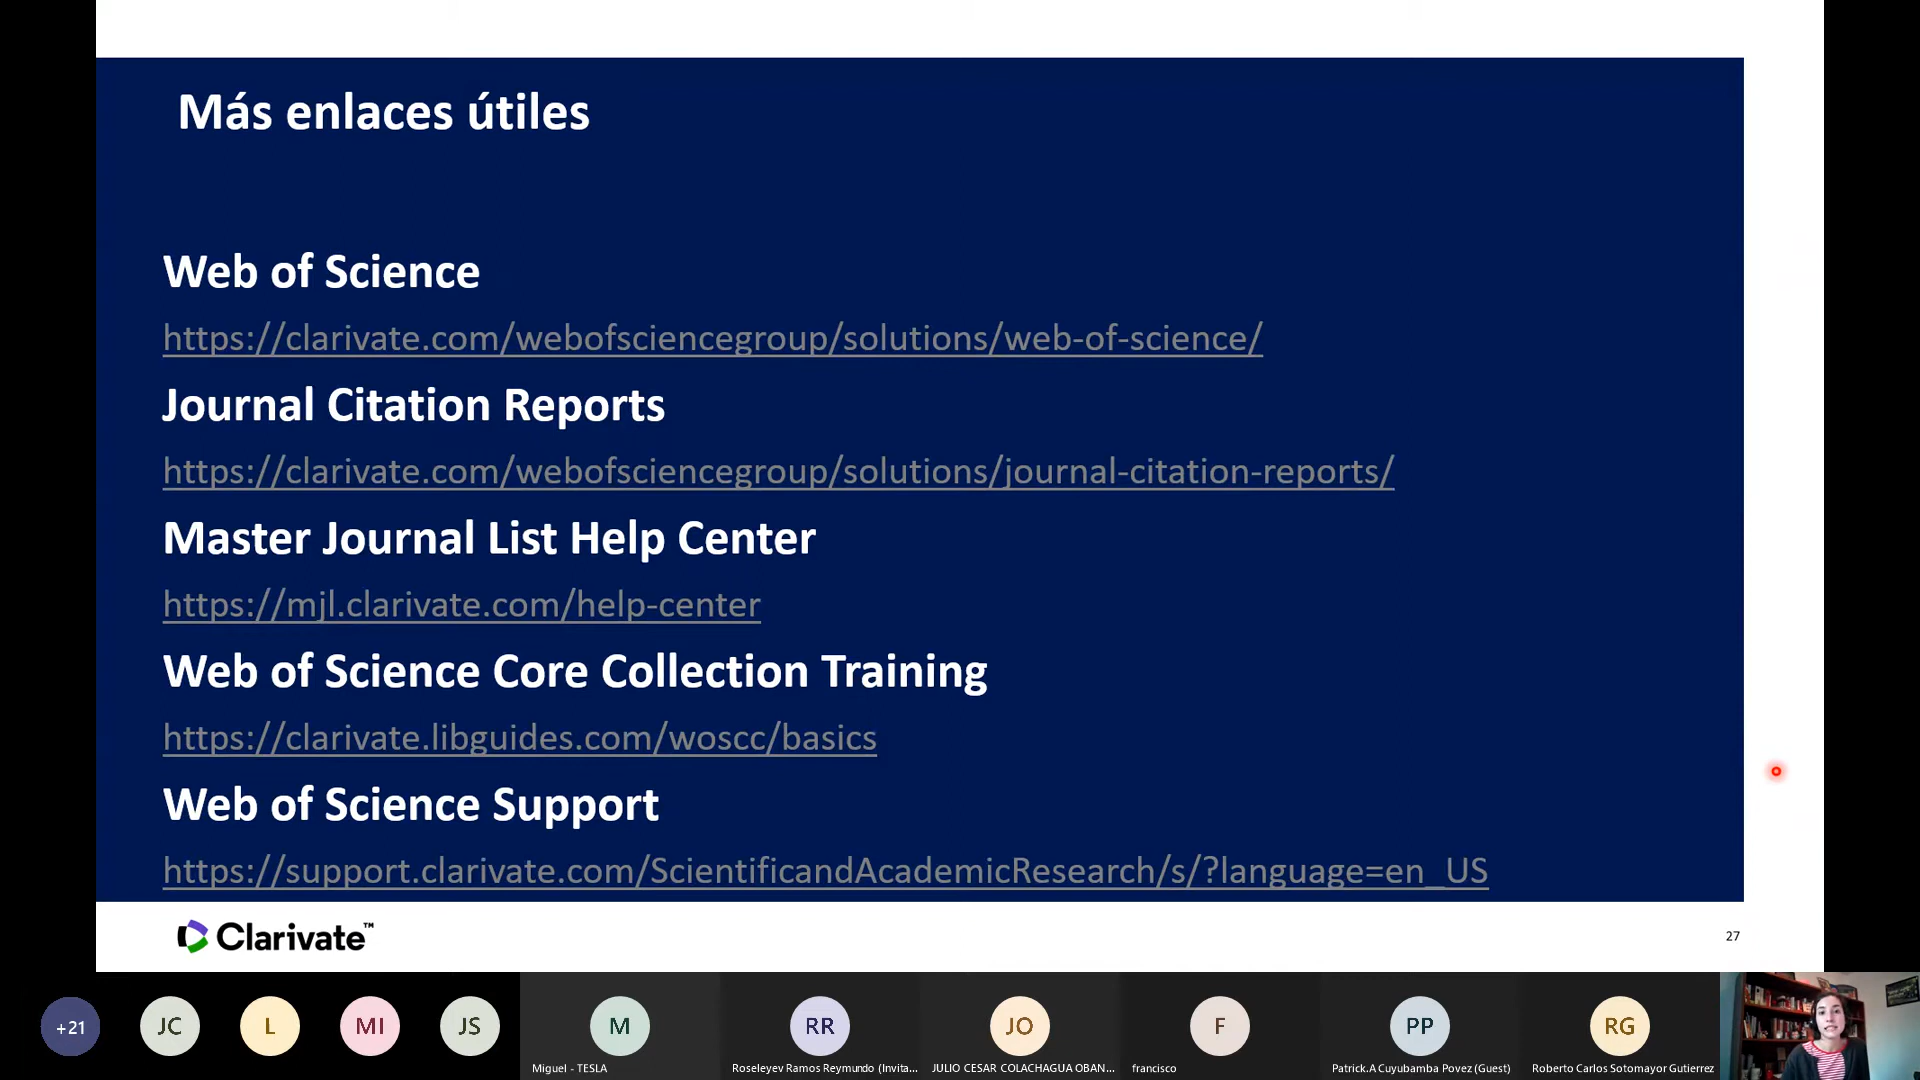 Más enlaces útiles
Web of Science
https://clarivate.com/webofsciencegroup/solutions/web-of-science/
Journal Citation Reports
https://clarivate.com/webofsciencegroup/solutions/journal-citation-reports/
Master Journal List Help Center
https://mjl.clarivate.com/help-center
Web of Science Core Collection Training
https://clarivate.libguides.com/woscc/basics
Web of Science Support
https://support.clarivate.com/ScientificandAcademicResearch/s/?language=en_US
Clarivate™
27
+21
JC
L
MI
JS
M
RR
JO
F
PP
RG
Miguel - TESLA
Roseleyev Ramos Reymundo (Invita...
JULIO CESAR COLACHAGUA OBAN...
francisco
Patrick.A Cuyubamba Povez (Guest)
Roberto Carlos Sotomayor Gutierrez